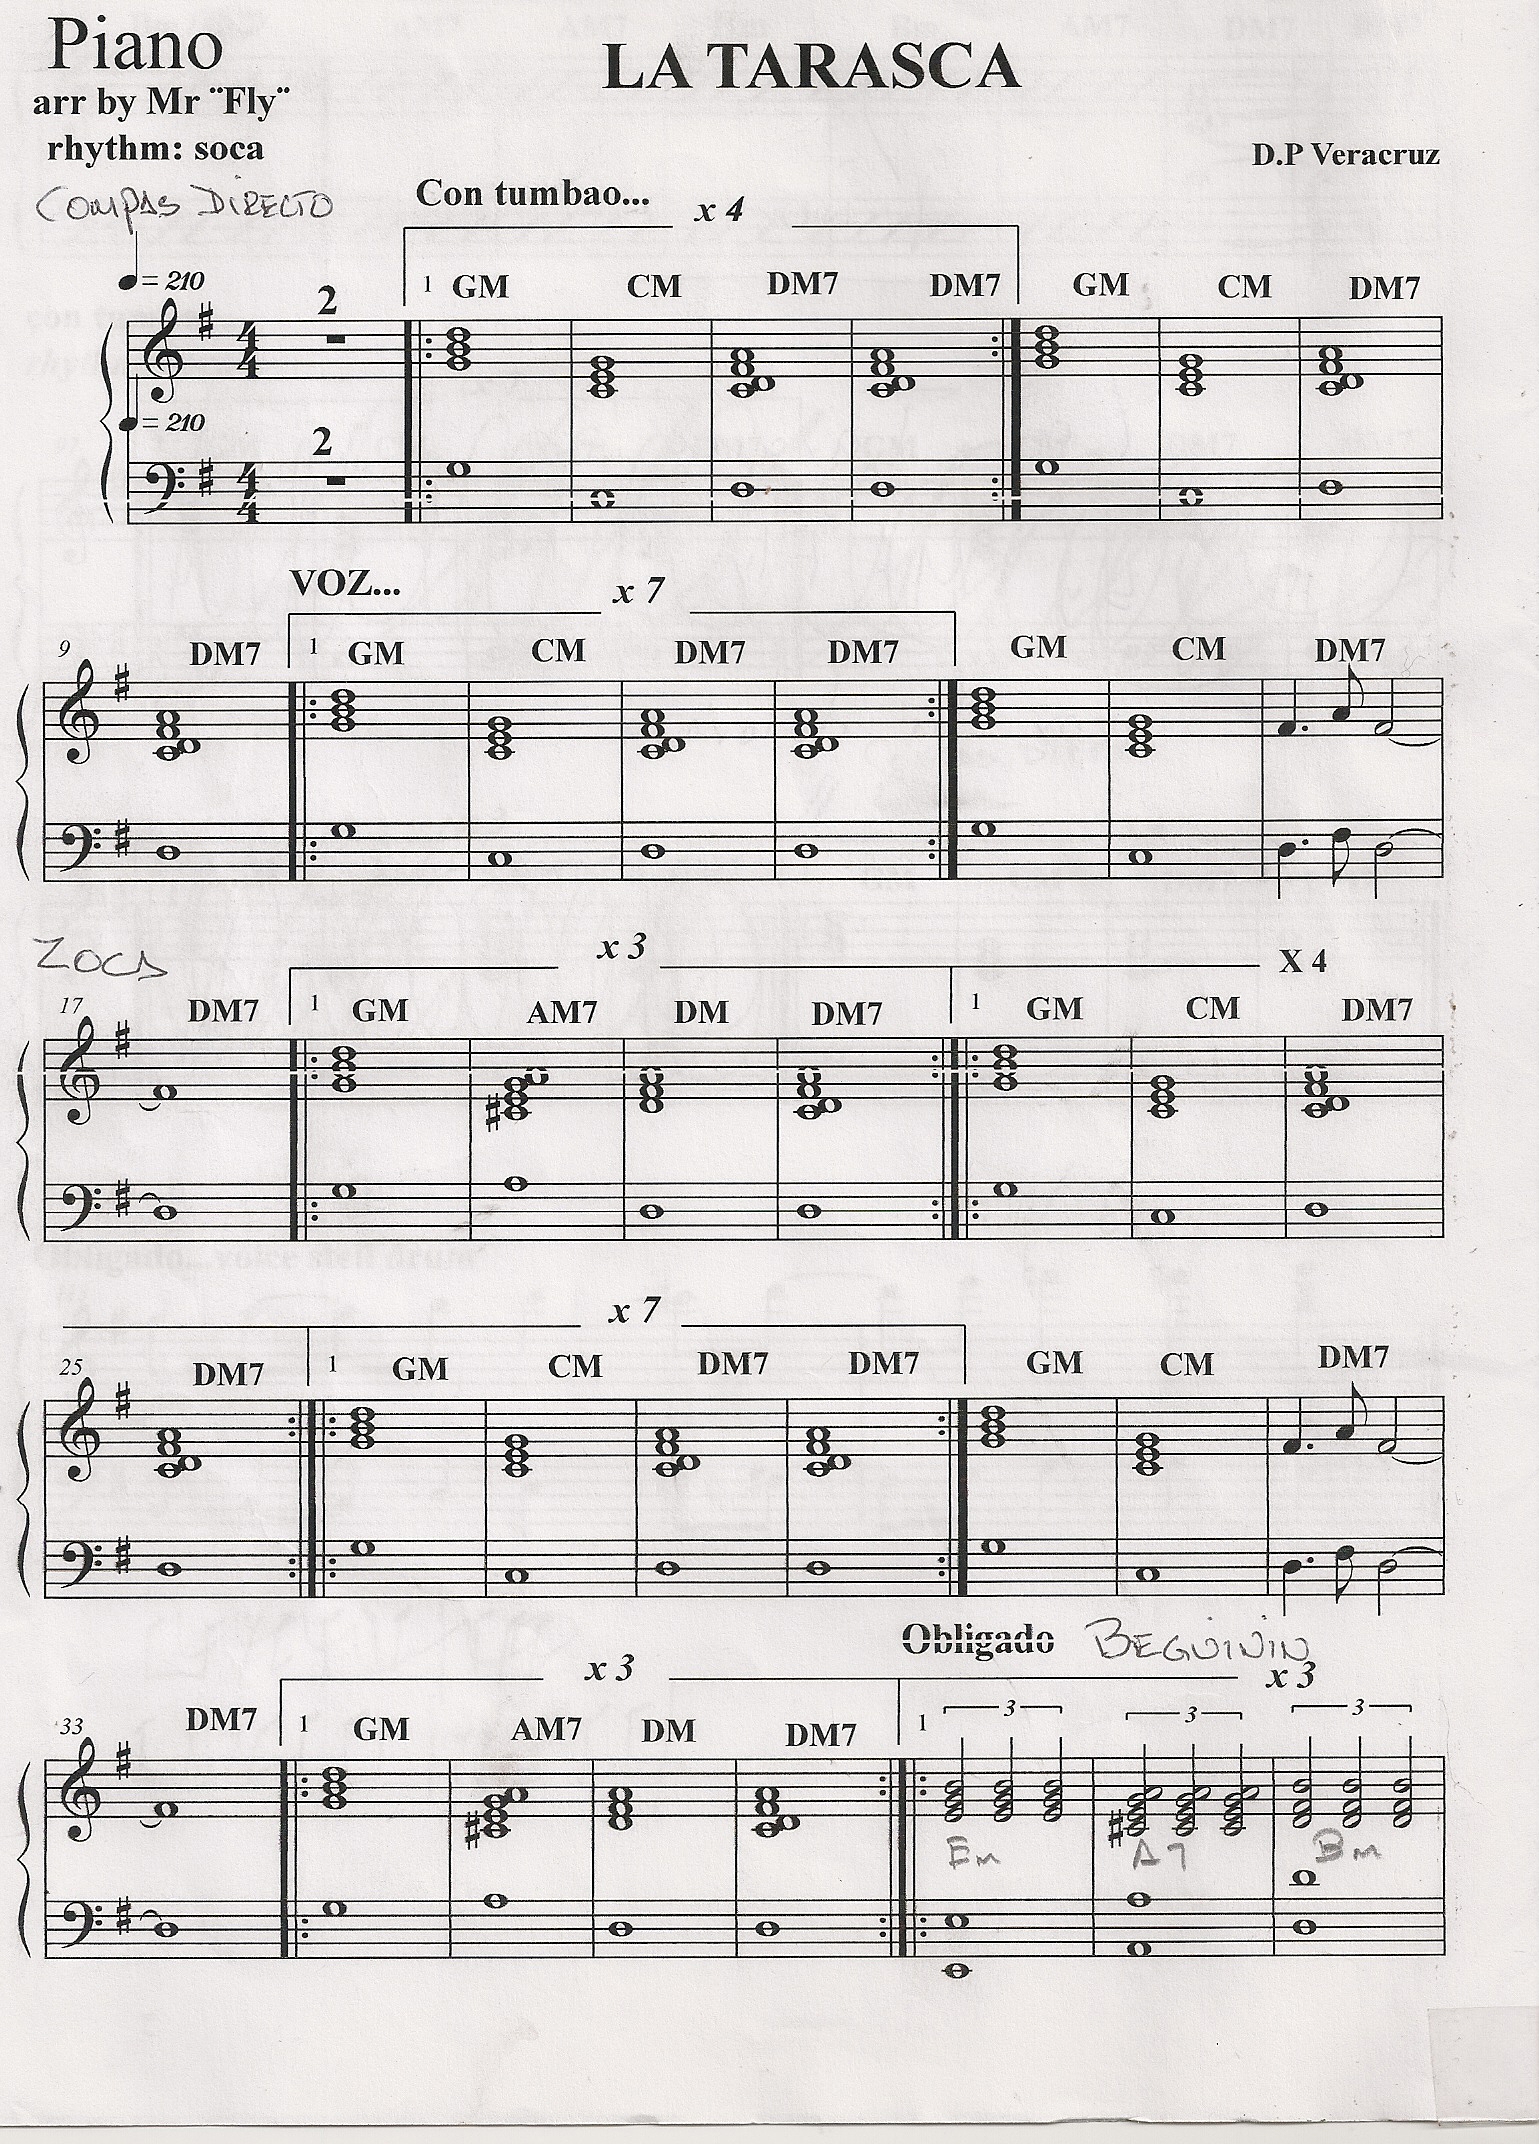 Piano
LA TARASCA
arr by Mr ¨Fly¨
rhythm: soca
D.P Veracruz
COMPAS DIRECTO
Con tumbao...
x 4
= 210
2
1 GM CM DM7 DM7 GM CM DM7
4 4
= 210
2
4 4
VOZ...
x 7
9 DM7 1 GM CM DM7 DM7 GM CM DM7
ZOCA
x 3
X 4
17 DM7 1 GM AM7 DM DM7 1 GM CM DM7
x 7
25 DM7 1 GM CM DM7 DM7 GM CM DM7
Obligado BEGUININ
x 3
x 3
33 DM7 1 GM AM7 DM DM7 1 3 3 3
Em A7 Bm